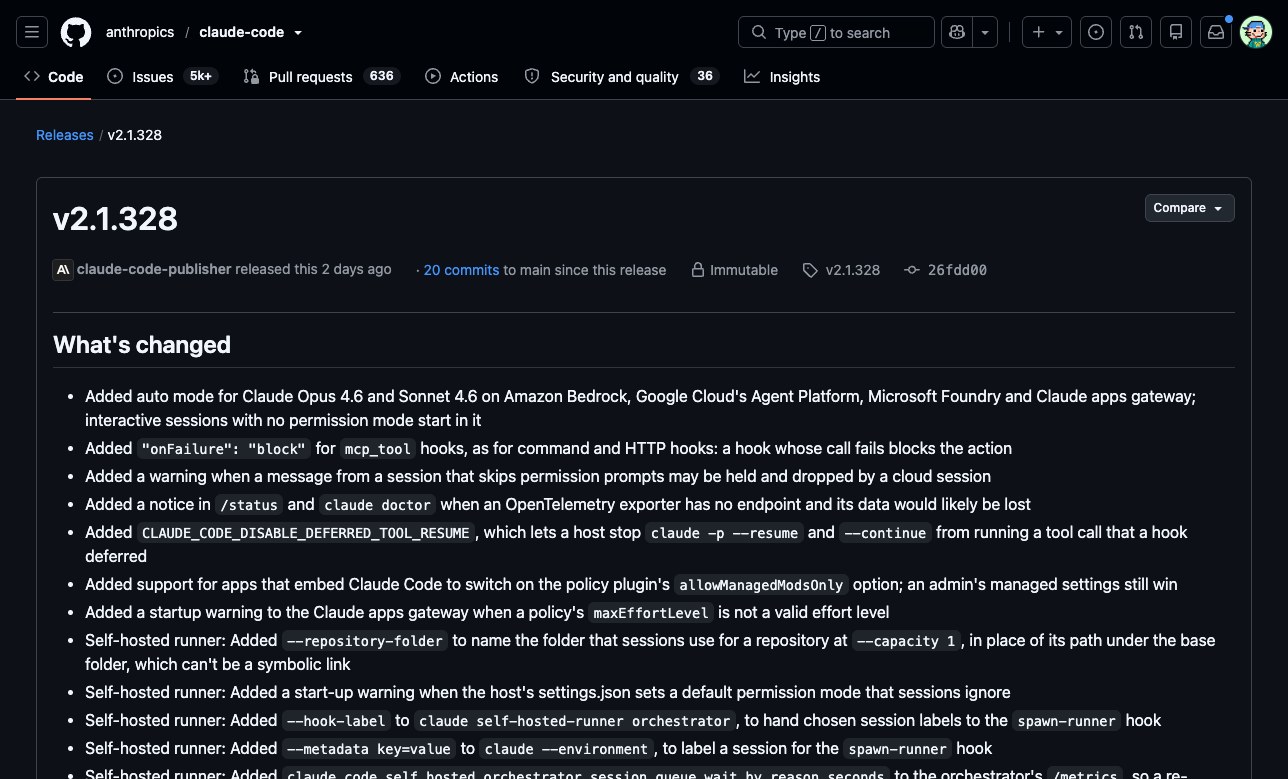 anthropics / claude-code
Type / to search
Code
Issues 5k+
Pull requests 636
Actions
Security and quality 36
Insights
Releases / v2.1.328
v2.1.328
Compare
claude-code-publisher released this 2 days ago · 20 commits to main since this release Immutable v2.1.328 26fdd00
What's changed
• Added auto mode for Claude Opus 4.6 and Sonnet 4.6 on Amazon Bedrock, Google Cloud's Agent Platform, Microsoft Foundry and Claude apps gateway;
interactive sessions with no permission mode start in it
• Added "onFailure": "block" for mcp_tool hooks, as for command and HTTP hooks: a hook whose call fails blocks the action
• Added a warning when a message from a session that skips permission prompts may be held and dropped by a cloud session
• Added a notice in /status and claude doctor when an OpenTelemetry exporter has no endpoint and its data would likely be lost
• Added CLAUDE_CODE_DISABLE_DEFERRED_TOOL_RESUME, which lets a host stop claude -p --resume and --continue from running a tool call that a hook
deferred
• Added support for apps that embed Claude Code to switch on the policy plugin's allowManagedModsOnly option; an admin's managed settings still win
• Added a startup warning to the Claude apps gateway when a policy's maxEffortLevel is not a valid effort level
• Self-hosted runner: Added --repository-folder to name the folder that sessions use for a repository at --capacity 1, in place of its path under the base
folder, which can't be a symbolic link
• Self-hosted runner: Added a start-up warning when the host's settings.json sets a default permission mode that sessions ignore
• Self-hosted runner: Added --hook-label to claude self-hosted-runner orchestrator, to hand chosen session labels to the spawn-runner hook
• Self-hosted runner: Added --metadata key=value to claude --environment, to label a session for the spawn-runner hook
• Self-hosted runner: Added claude_code_self_hosted_orchestrator_session_queue_wait_by_reason_seconds to the orchestrator's /metrics, so a re-